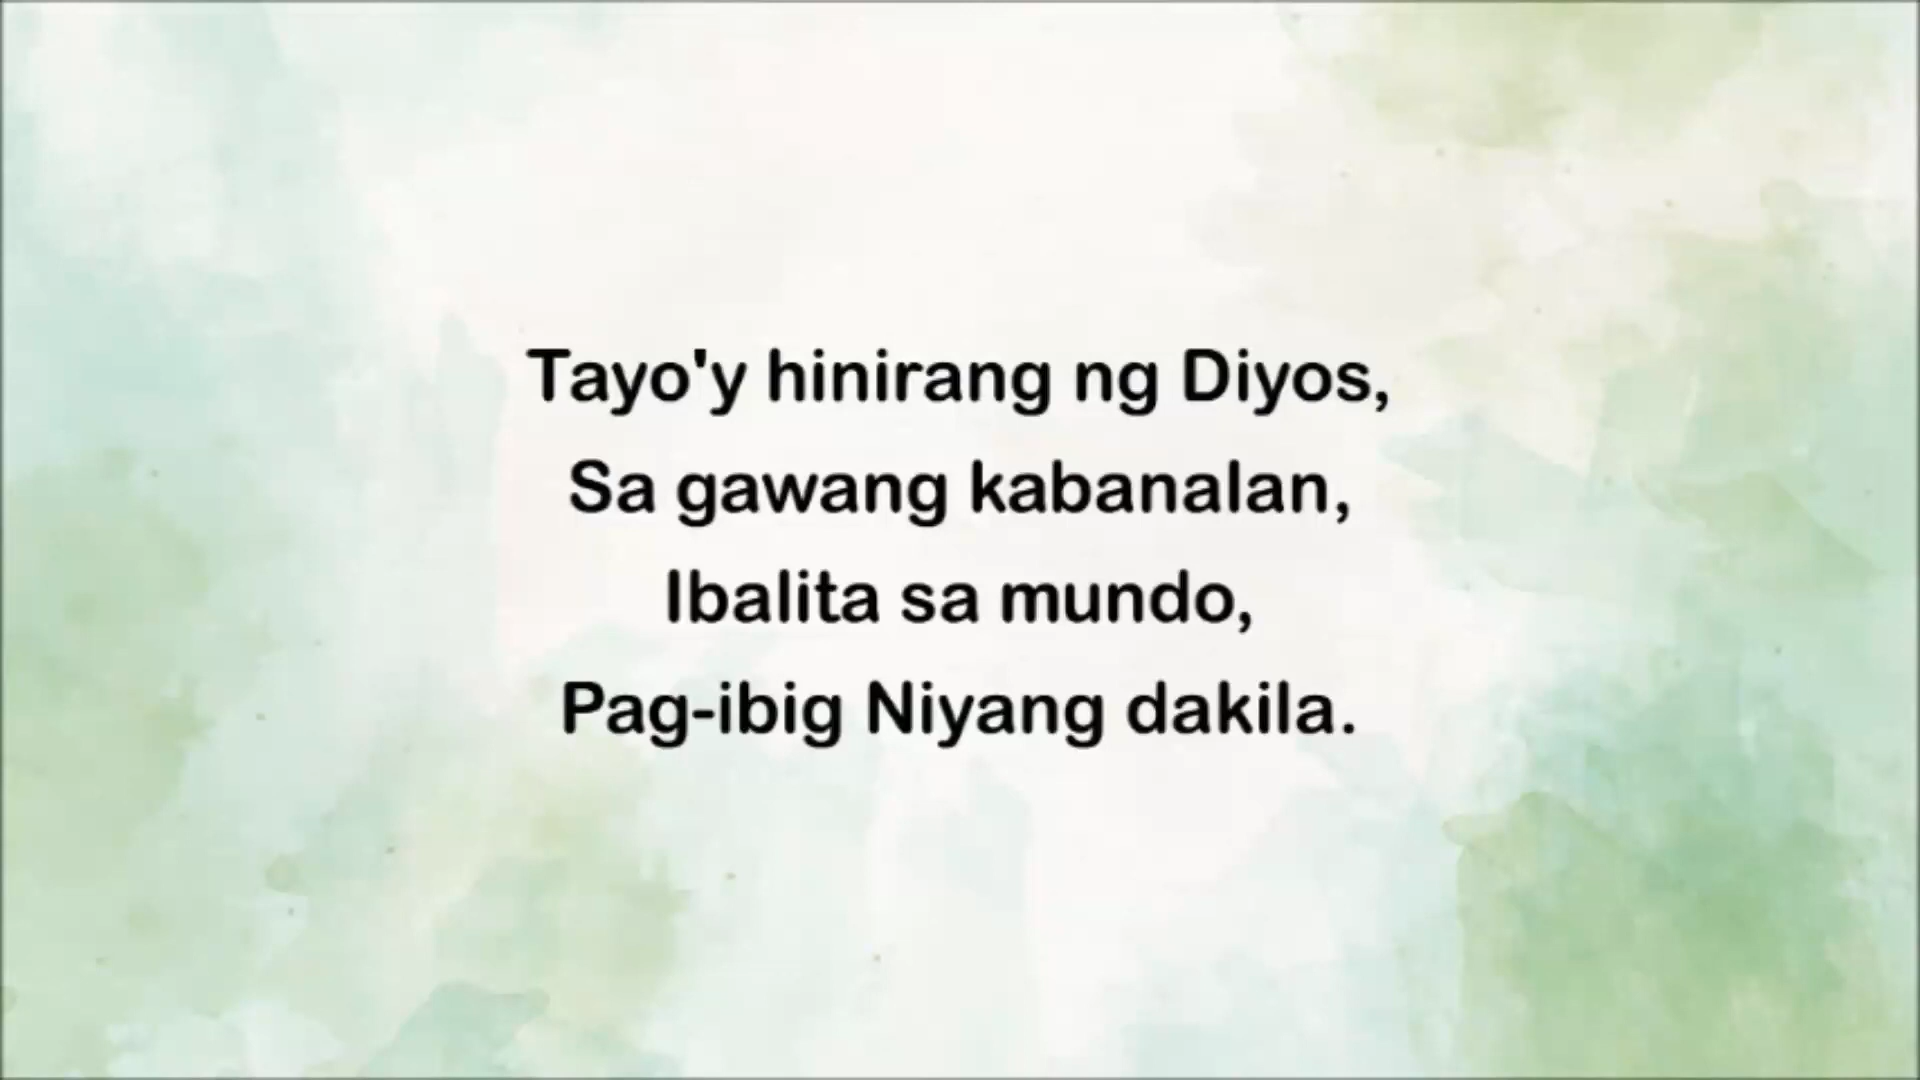 Tayo'y hinirang ng Diyos,
Sa gawang kabanalan,
Ibalita sa mundo,
Pag-ibig Niyang dakila.